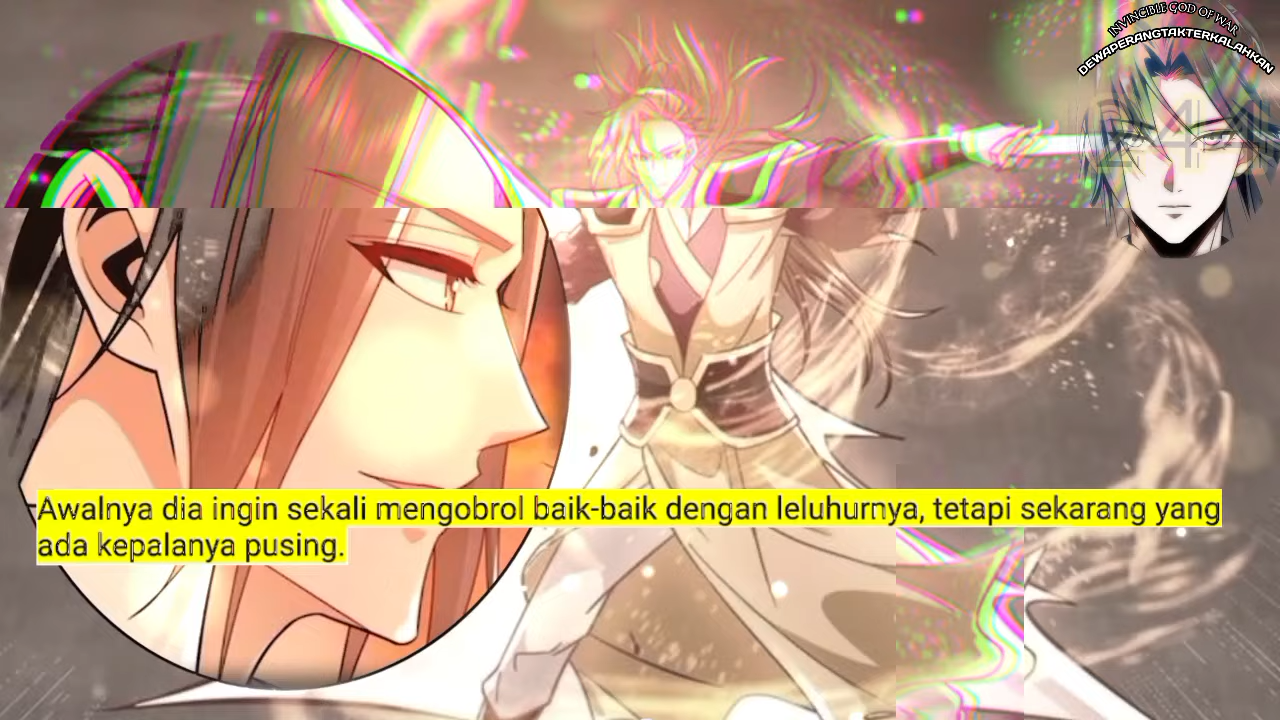 INVINCIBLE GOD OF WAR
DEWAPERANGTAKTERKALAHKAN
244
Awalnya dia ingin sekali mengobrol baik-baik dengan leluhurnya, tetapi sekarang yang
ada kepalanya pusing.